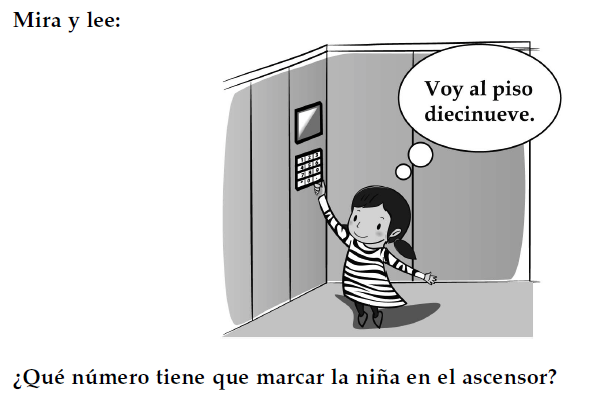 Mira y lee:
Voy al piso
diecinueve.
¿Qué número tiene que marcar la niña en el ascensor?